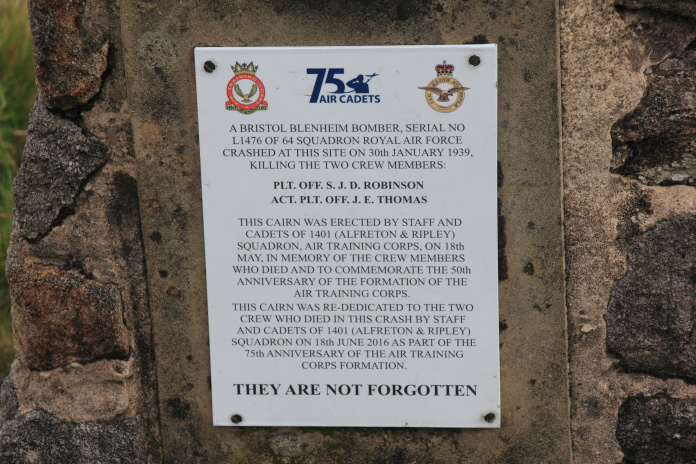 75
AIR CADETS
A BRISTOL BLENHEIM BOMBER, SERIAL NO
L1476 OF 64 SQUADRON ROYAL AIR FORCE
CRASHED AT THIS SITE ON 30th JANUARY 1939,
KILLING THE TWO CREW MEMBERS:
PLT. OFF. S. J. D. ROBINSON
ACT. PLT. OFF. J. E. THOMAS
THIS CAIRN WAS ERECTED BY STAFF AND
CADETS OF 1401 (ALFRETON & RIPLEY)
SQUADRON, AIR TRAINING CORPS, ON 18th
MAY, IN MEMORY OF THE CREW MEMBERS
WHO DIED AND TO COMMEMORATE THE 50th
ANNIVERSARY OF THE FORMATION OF THE
AIR TRAINING CORPS.
THIS CAIRN WAS RE-DEDICATED TO THE TWO
CREW WHO DIED IN THIS CRASH BY STAFF
AND CADETS OF 1401 (ALFRETON & RIPLEY)
SQUADRON ON 18th JUNE 2016 AS PART OF THE
75th ANNIVERSARY OF THE AIR TRAINING
CORPS FORMATION.
THEY ARE NOT FORGOTTEN